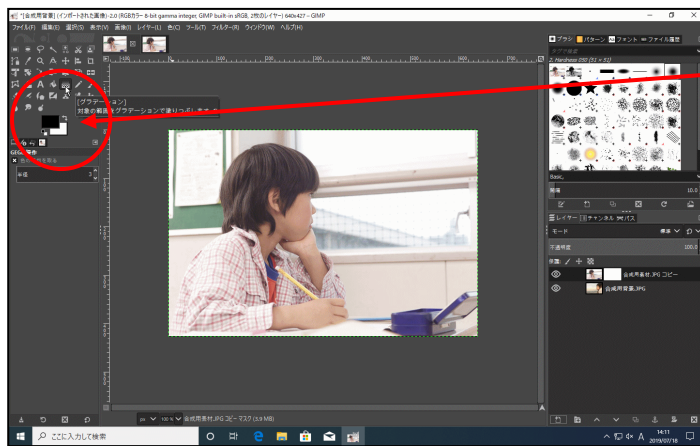 *[合成用背景] (インポートされた画像)-2.0 (RGBカラー 8-bit gamma integer, GIMP built-in sRGB, 2枚のレイヤー) 640x427 – GIMP
ファイル(F) 編集(E) 選択(S) 表示(V) 画像(I) レイヤー(L) 色(C) ツール(T) フィルター(R) ウィンドウ(W) ヘルプ(H)
ブラシ パターン フォント ファイル履歴
タグで検索
2. Hardness 050 (51 × 51)
[グラデーション]
対象の範囲をグラデーションで塗りつぶします
半径 3
Basic,
間隔 10.0
レイヤー チャンネル パス
モード 標準
不透明度 100.0
保護:
合成用素材.JPG コピー
合成用背景.JPG
px 100 % 合成用素材.JPG コピー マスク (3.9 MB)
ここに入力して検索
A
14:11
2019/07/18